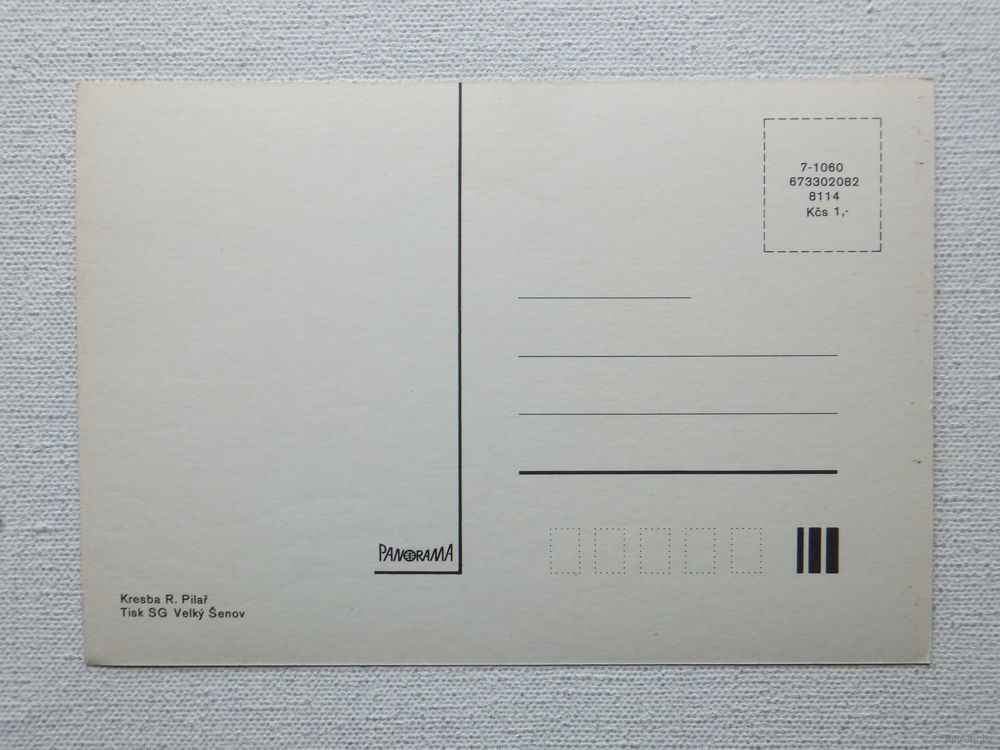 7-1060
673302082
8114
Kčs 1,-
PANORAMA
Kresba R. Pilař
Tisk SG Velký Šenov